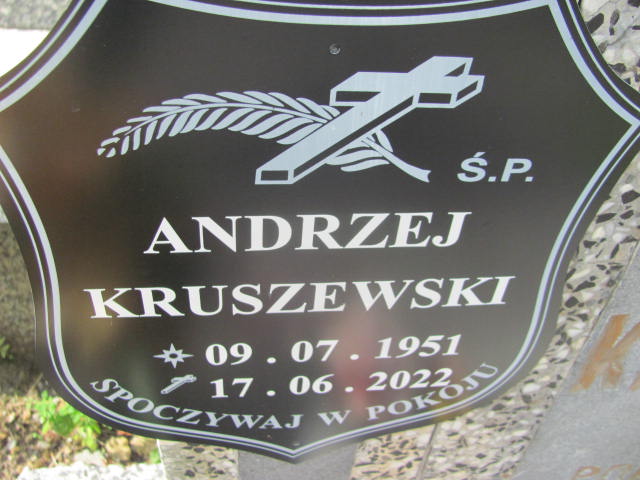 Ś.P.
ANDRZEJ
KRUSZEWSKI
09.07.1951
17.06.2022
SPOCZYWAJ W POKOJU